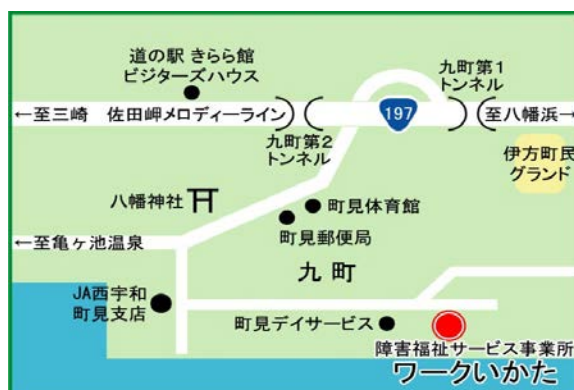 道の駅 きらら館
ビジターズハウス
九町第1
トンネル
←至三崎 佐田岬メロディーライン
197
至八幡浜→
九町第2
トンネル
伊方町民
グランド
八幡神社
町見体育館
町見郵便局
←至亀ヶ池温泉
九町
JA西宇和
町見支店
町見デイサービス
障害福祉サービス事業所
ワークいかた